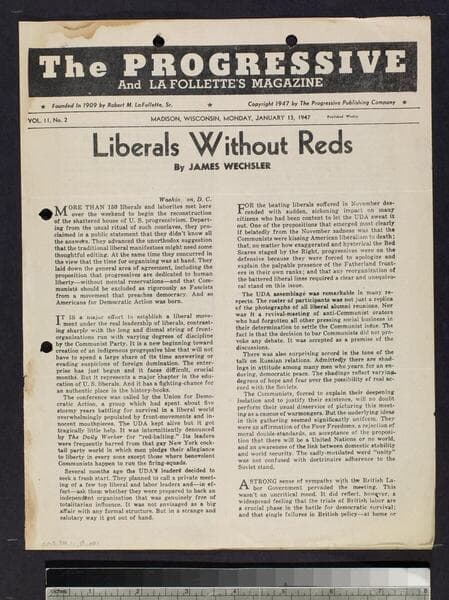 The PROGRESSIVE
And LA FOLLETTE'S MAGAZINE
★ Founded in 1909 by Robert M. LaFollette, Sr. ★ Copyright 1947 by The Progressive Publishing Company ★
VOL. 11, No. 2 MADISON, WISCONSIN, MONDAY, JANUARY 13, 1947 Published Weekly
Liberals Without Reds
By JAMES WECHSLER
Washin on, D. C.
MORE THAN 150 liberals and laborites met here
over the weekend to begin the reconstruction
of the shattered house of U. S. progressivism. Depart-
ing from the usual ritual of such conclaves, they pro-
claimed in a public statement that they didn't know all
the answers. They advanced the unorthodox suggestion
that the traditional liberal manifestos might need some
thoughtful editing. At the same time they concurred in
the view that the time for organizing was at hand. They
laid down the general area of agreement, including the
proposition that progressives are dedicated to human
liberty—without mental reservations—and that Com-
munists should be excluded as rigorously as Fascists
from a movement that preaches democracy. And so
Americans for Democratic Action was born.
IT IS a major effort to establish a liberal move-
ment under real leadership of liberals, contrast-
ing sharply with the long and dismal string of front-
organizations run with varying degrees of discipline
by the Communist Party. It is a new beginning toward
creation of an indigenous progressive bloc that will not
have to spend a large share of its time answering or
evading suspicions of foreign domination. The enter-
prise has just begun and it faces difficult, crucial
months. But it represents a major chapter in the edu-
cation of U. S. liberals. And it has a fighting-chance for
an authentic place in the history-books.
The conference was called by the Union for Demo-
cratic Action, a group which had spent about five
stormy years battling for survival in a liberal world
overwhelmingly populated by front-movements and in-
nocent mouthpieces. The UDA kept alive but it got
tragically little help. It was intermittently denounced
by The Daily Worker for "red-baiting." Its leaders
were frequently barred from that gay New York cock-
tail party world in which men pledge their allegiance
to liberty in every zone except those where benevolent
Communists happen to run the firing-squads.
Several months ago the UDA's leaders decided to
seek a fresh start. They planned to call a private meet-
ing of a few top liberal and labor leaders and—in ef-
fect—ask them whether they were prepared to back an
independent organization that was genuinely free of
totalitarian influence. It was not envisaged as a big
affair with any formal structure. But in a strange and
salutary way it got out of hand.
FOR the beating liberals suffered in November des-
cended with sudden, sickening impact on many
citizens who had been content to let the UDA sweat it
out. One of the propositions that emerged most clearly
if belatedly from the November sadness was that the
Communists were kissing American liberalism to death;
that, no matter how exaggerated and hysterical the Red
Scares staged by the Right, progressives were on the
defensive because they were forced to apologize and
explain the palpable presence of the Fatherland front-
ers in their own ranks; and that any reorganization of
the battered liberal lines required a clear and unequivo-
cal stand on this issue.
The UDA assemblage was remarkable in many re-
spects. The roster of participants was not just a replica
of the photographs of all liberal alumni reunions. Nor
was it a revival-meeting of anti-Communist orators
who had forgotten all other pressing social business in
their determination to settle the Communist issue. The
fact is that the decision to bar Communists did not pro-
voke any debate. It was accepted as a premise of the
discussions.
There was also surprising accord in the tone of the
talk on Russian relations. Admittedly there are shad-
ings in attitude among many men who yearn for an en-
during, democratic peace. The shadings reflect varying
degrees of hope and fear over the possibility of real ac-
cord with the Soviets.
The Communists, forced to explain their deepening
isolation and to justify their existence, will no doubt
perform their usual disservice of picturing this meet-
ing as a caucus of warmongers. But the underlying ideas
in this gathering seemed significantly uniform. They
were an affirmation of the Four Freedoms, a rejection of
moral double-standards, an acceptance of the proposi-
tion that there will be a United Nations or no world,
and an awareness of the link between domestic stability
and world security. The sadly-motivated word "unity"
was not confused with doctrinaire adherence to the
Soviet stand.
A STRONG sense of sympathy with the British La-
bor Government pervaded the meeting. This
wasn't an uncritical mood. It did reflect, however, a
widespread feeling that the trials of British labor are
a crucial phase in the battle for democratic survival;
and that single failures in British policy—at home or